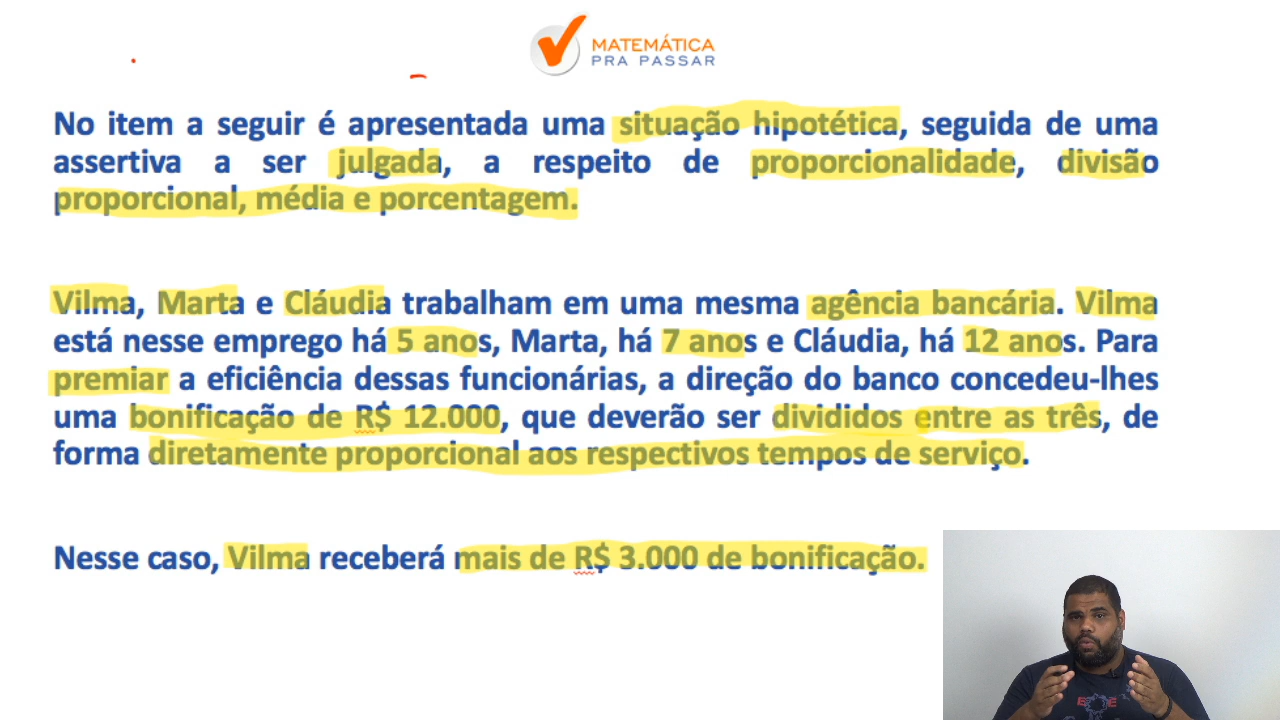 MATEMÁTICA
PRA PASSAR
No item a seguir é apresentada uma situação hipotética, seguida de uma
assertiva a ser julgada, a respeito de proporcionalidade, divisão
proporcional, média e porcentagem.
Vilma, Marta e Cláudia trabalham em uma mesma agência bancária. Vilma
está nesse emprego há 5 anos, Marta, há 7 anos e Cláudia, há 12 anos. Para
premiar a eficiência dessas funcionárias, a direção do banco concedeu-lhes
uma bonificação de R$ 12.000, que deverão ser divididos entre as três, de
forma diretamente proporcional aos respectivos tempos de serviço.
Nesse caso, Vilma receberá mais de R$ 3.000 de bonificação.